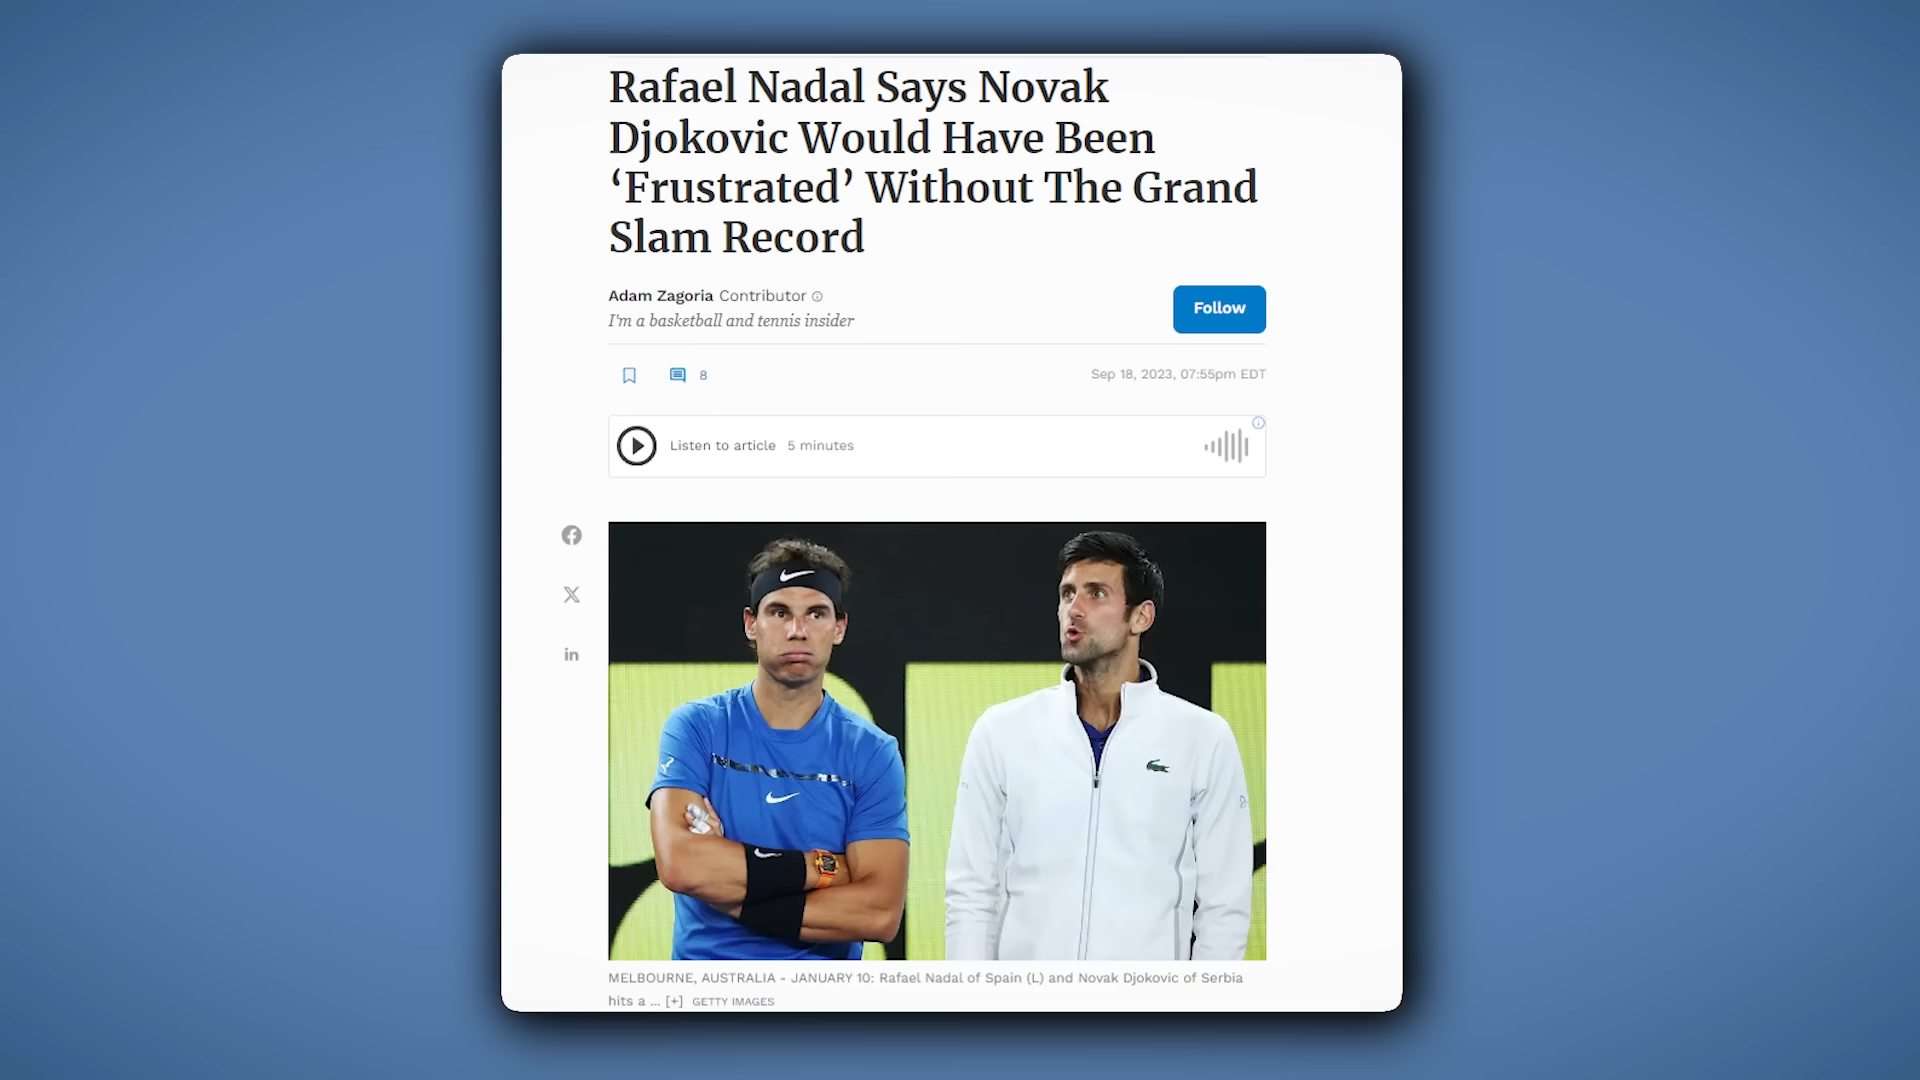 Rafael Nadal Says Novak
Djokovic Would Have Been
‘Frustrated’ Without The Grand
Slam Record
Adam Zagoria Contributor
I'm a basketball and tennis insider
Follow
8
Sep 18, 2023, 07:55pm EDT
Listen to article 5 minutes
MELBOURNE, AUSTRALIA - JANUARY 10: Rafael Nadal of Spain (L) and Novak Djokovic of Serbia
hits a ... [+] GETTY IMAGES